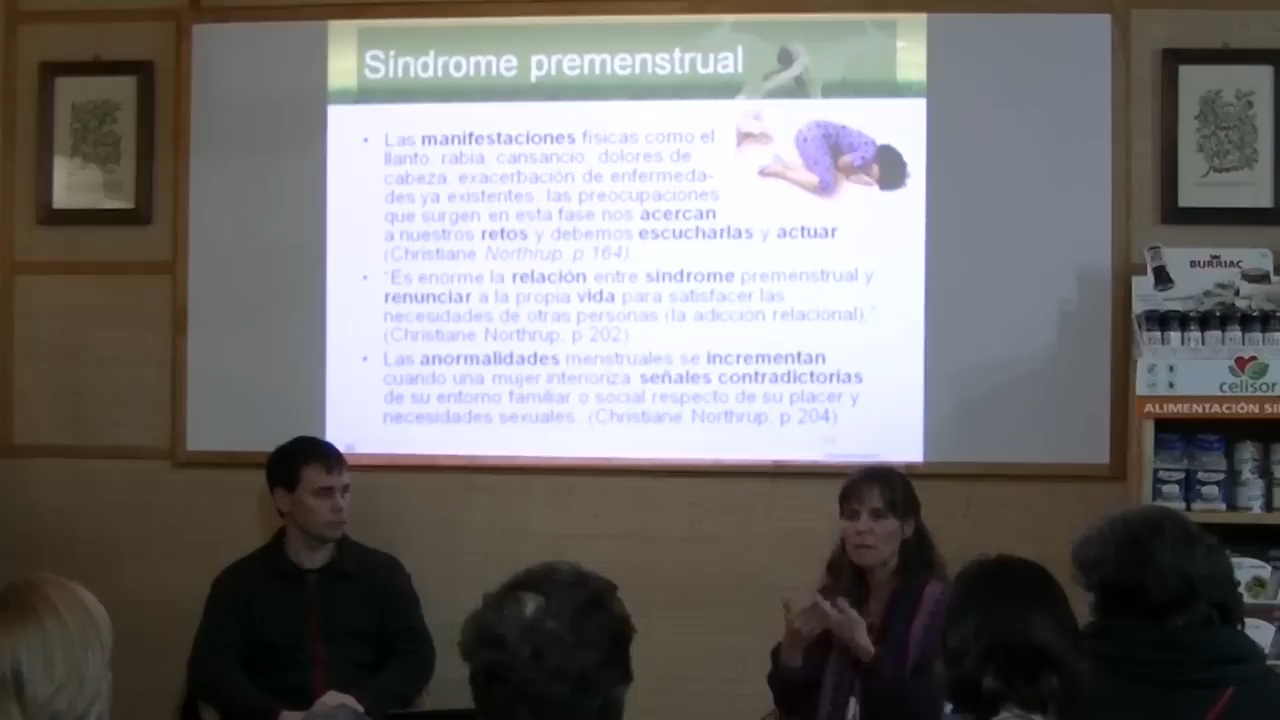 Síndrome premenstrual
• Las manifestaciones físicas como el
llanto, rabia, cansancio, dolores de
cabeza, exacerbación de enfermeda-
des ya existentes, las preocupaciones
que surgen en esta fase nos acercan
a nuestros retos y debemos escucharlas y actuar
(Christiane Northrup, p 164).
• "Es enorme la relación entre síndrome premenstrual y
renunciar a la propia vida para satisfacer las
necesidades de otras personas (la adicción relacional)."
(Christiane Northrup, p 202)
• Las anormalidades menstruales se incrementan
cuando una mujer interioriza señales contradictorias
de su entorno familiar o social respecto de su placer y
necesidades sexuales. (Christiane Northrup, p 204)
BURRIAC
celisor
ALIMENTACIÓN SI